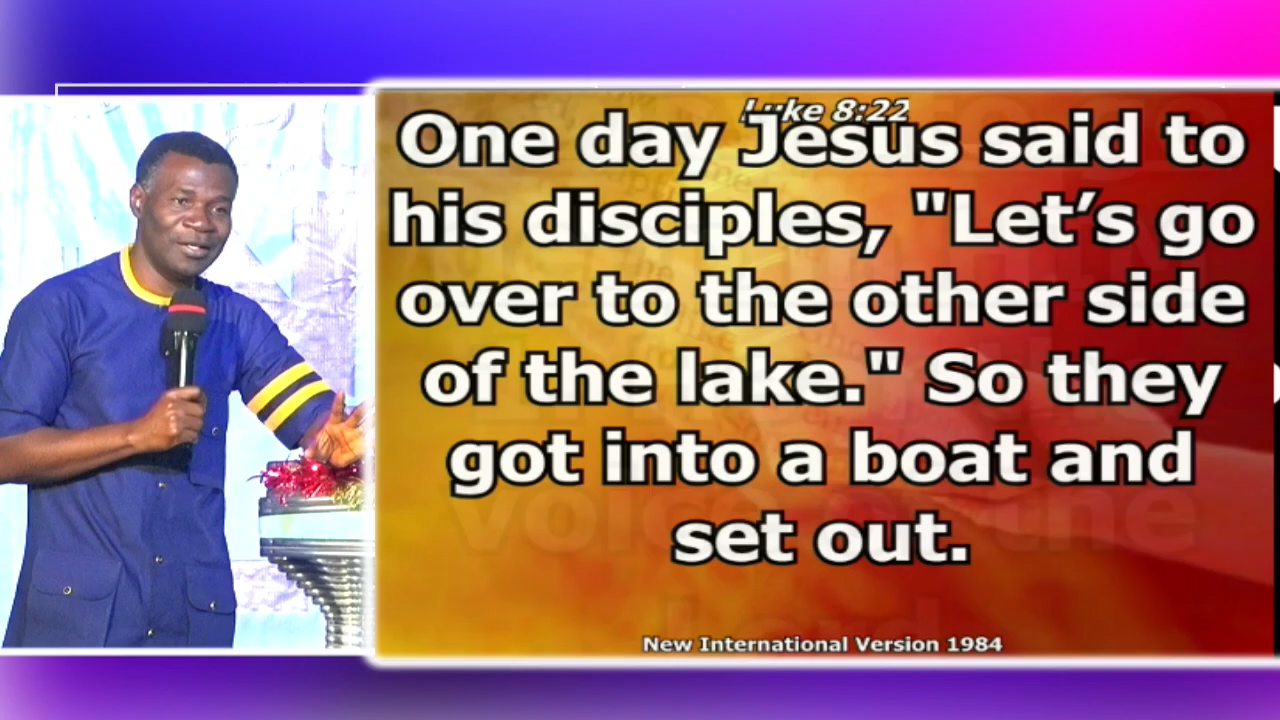 Luke 8:22
One day Jesus said to
his disciples, "Let’s go
over to the other side
of the lake." So they
got into a boat and
set out.
New International Version 1984